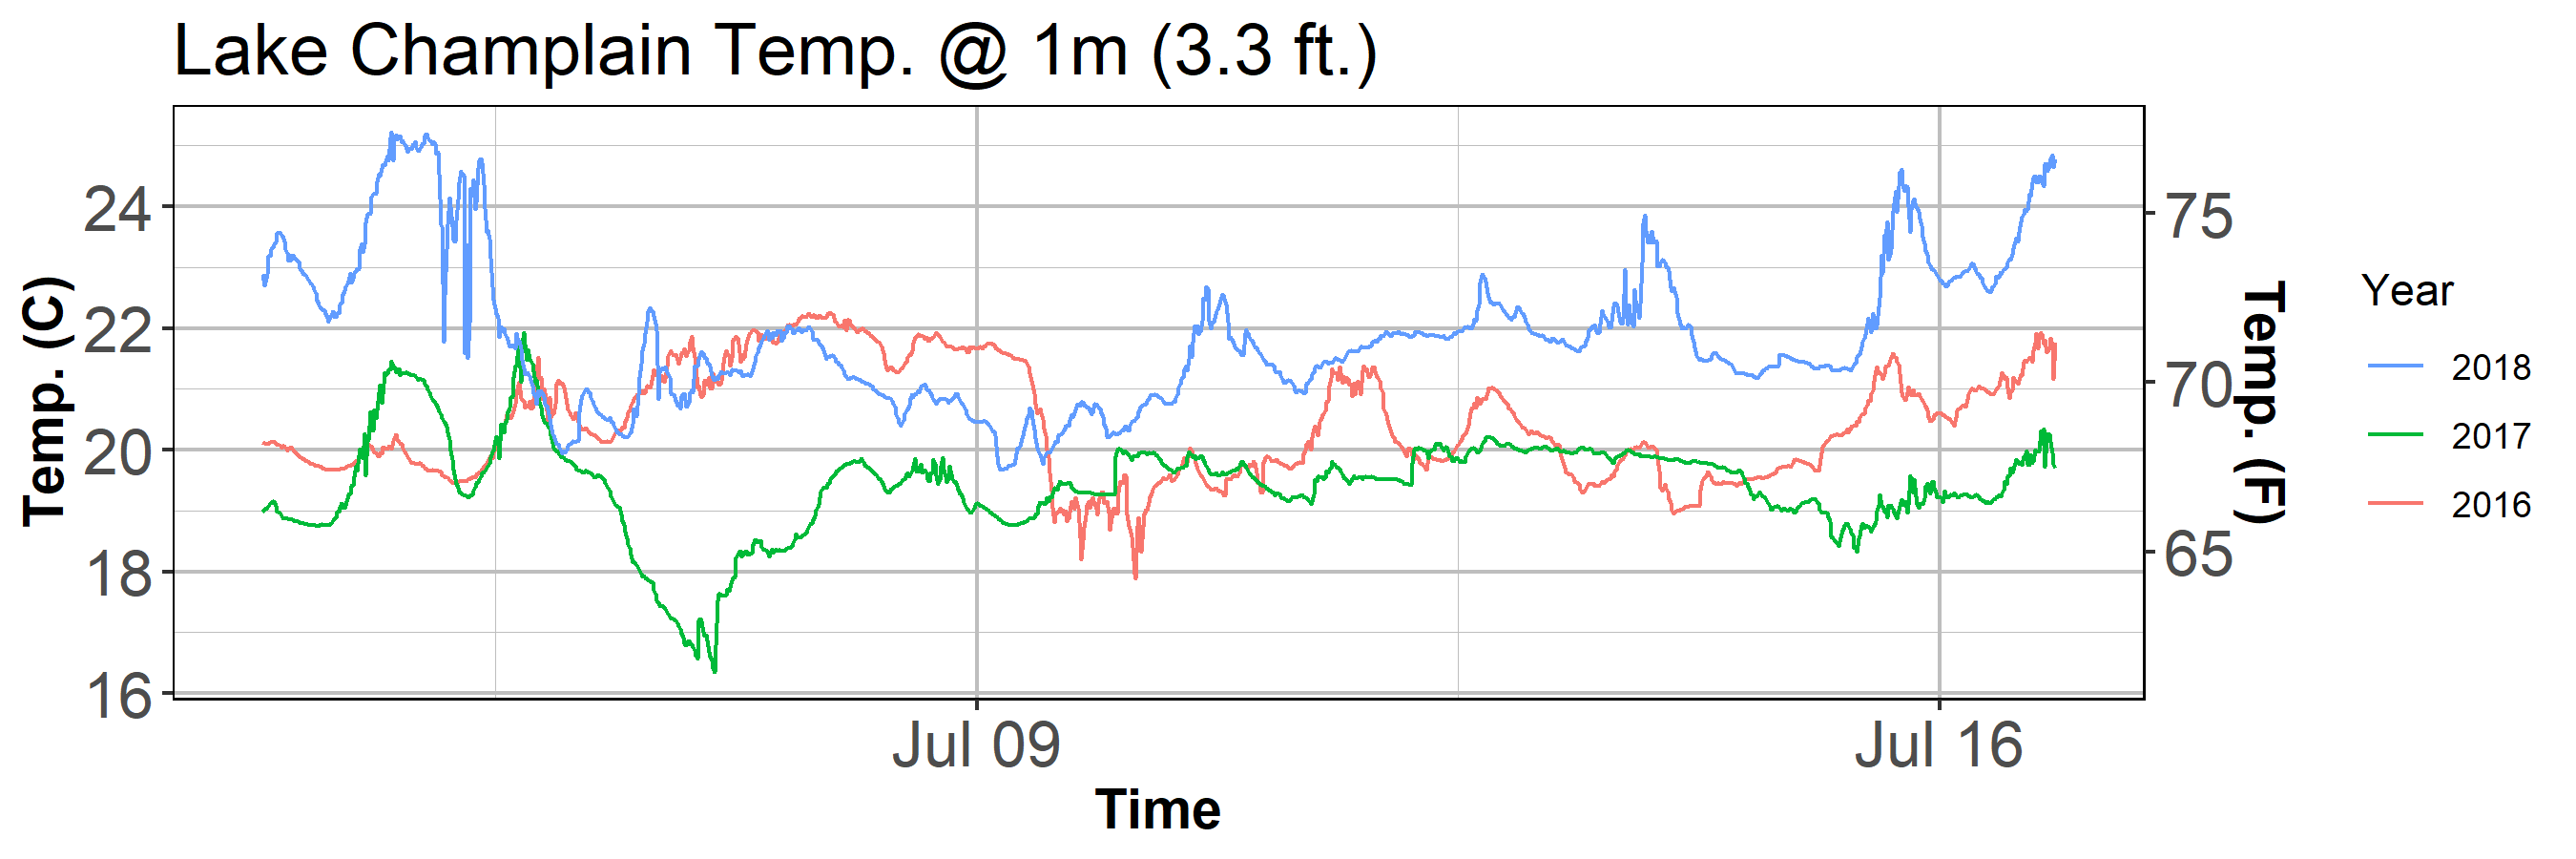 Lake Champlain Temp. @ 1m (3.3 ft.)
Temp. (C)
24
22
20
18
16
75
70
65
Temp. (F)
Jul 09
Jul 16
Time
Year
2018
2017
2016